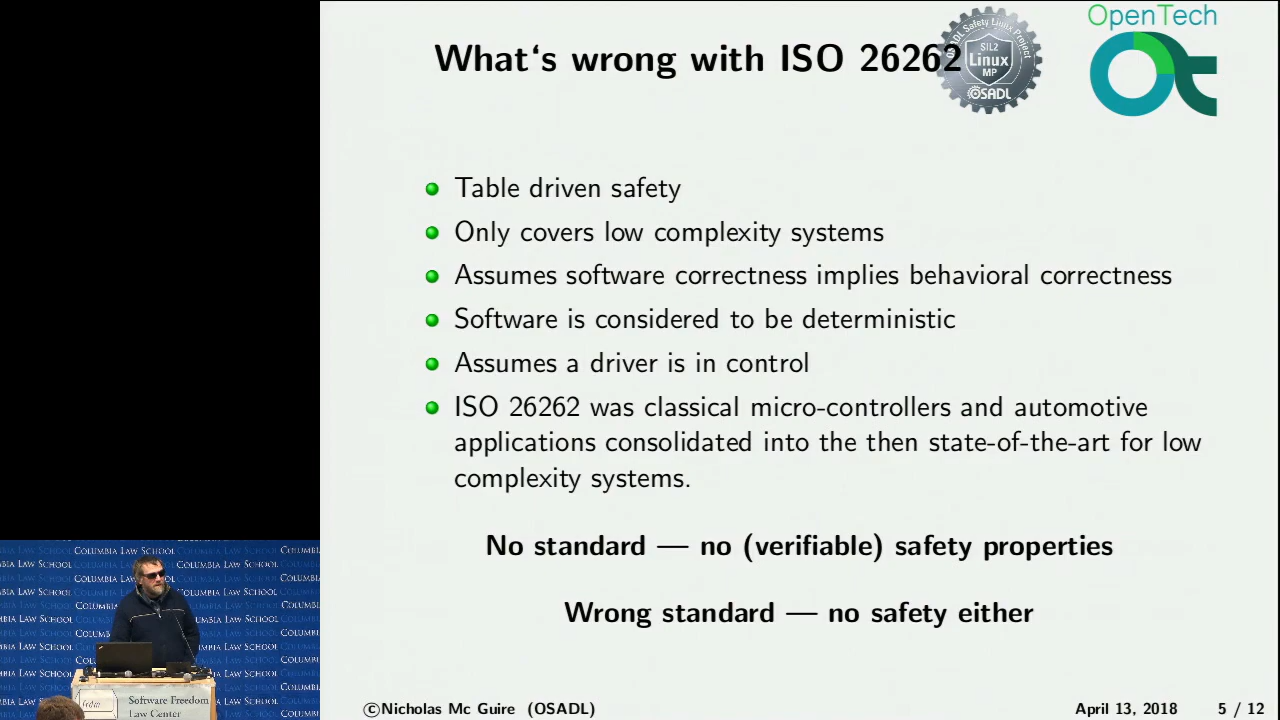 What‘s wrong with ISO 26262
SIL2
Linux
MP
OSADL
OpenTech
Table driven safety
Only covers low complexity systems
Assumes software correctness implies behavioral correctness
Software is considered to be deterministic
Assumes a driver is in control
ISO 26262 was classical micro-controllers and automotive
applications consolidated into the then state-of-the-art for low
complexity systems.
No standard — no (verifiable) safety properties
Wrong standard — no safety either
COLUMBIA LAW SCHOOL
Software Freedom
Law Center
©Nicholas Mc Guire (OSADL)
April 13, 2018
5 / 12